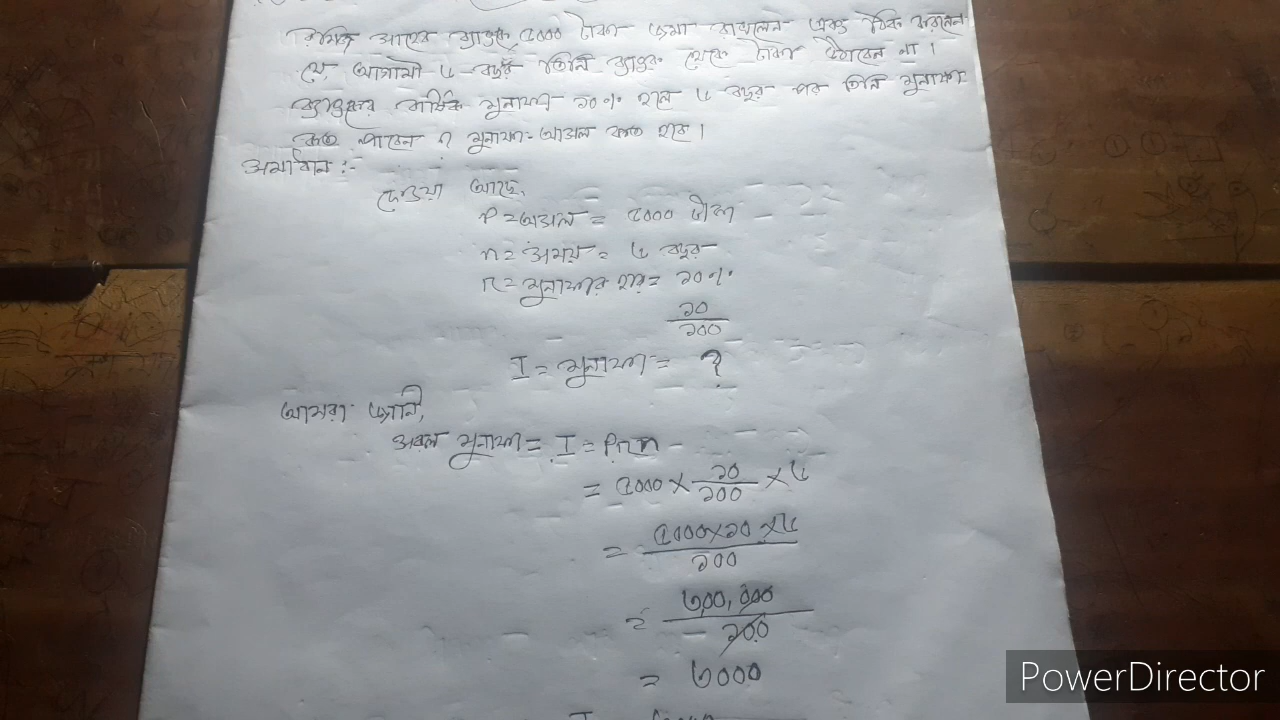 রমিজ সাহেব ব্যাংকে ৫০০০ টাকা জমা রাখলেন এবং ঠিক করলেন
যে, আগামী ৬ বছর তিনি ব্যাংক থেকে টাকা উঠাবেন না।
ব্যাংকের বার্ষিক মুনাফা ১০% হলে ৬ বছর পর তিনি মুনাফা
কত পাবেন ? মুনাফা-আসল কত হবে।
সমাধান :-
দেওয়া আছে,
P = আসল = ৫০০০ টাকা
n = সময় = ৬ বছর
r = মুনাফার হার = ১০%
১০
১০০
I = মুনাফা = ?
আমরা জানি,
সরল মুনাফা = I = Prn
= ৫০০০ × ১০/১০০ × ৬
= ৫০০০×১০×৬
১০০
= ৩০০,০০০
১০০
= ৩০০০
PowerDirector